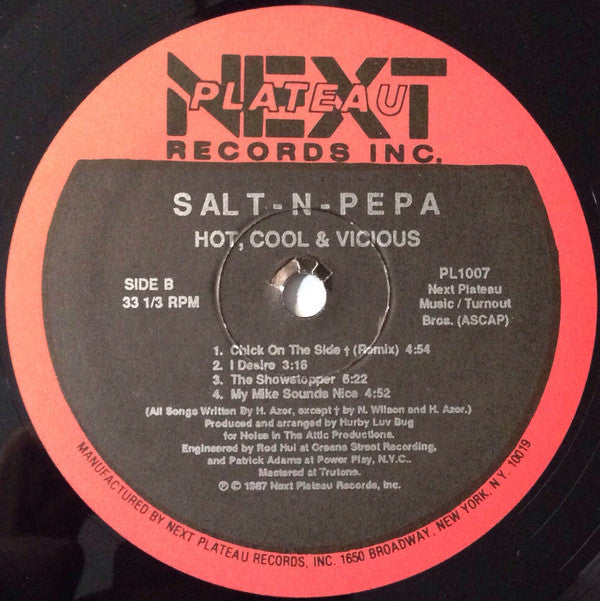 NEXT
PLATEAU
RECORDS INC.
SALT-N-PEPA
HOT, COOL & VICIOUS
SIDE B
33 1/3 RPM
PL1007
Next Plateau
Music / Turnout
Bros. (ASCAP)
1. Chick On The Side † (Remix) 4:54
2. I Desire 3:16
3. The Showstopper 6:22
4. My Mike Sounds Nice 4:52
(All Songs Written By H. Azor, except † by N. Wilson and H. Azor.)
Produced and arranged by Hurby Luv Bug
for Noise In The Attic Productions.
Engineered by Rod Hui at Greene Street Recording,
and Patrick Adams at Power Play, N.Y.C..
Mastered at Trutone.
℗ © 1987 Next Plateau Records, Inc.
MANUFACTURED BY NEXT PLATEAU RECORDS, INC. 1650 BROADWAY, NEW YORK, N.Y. 10019